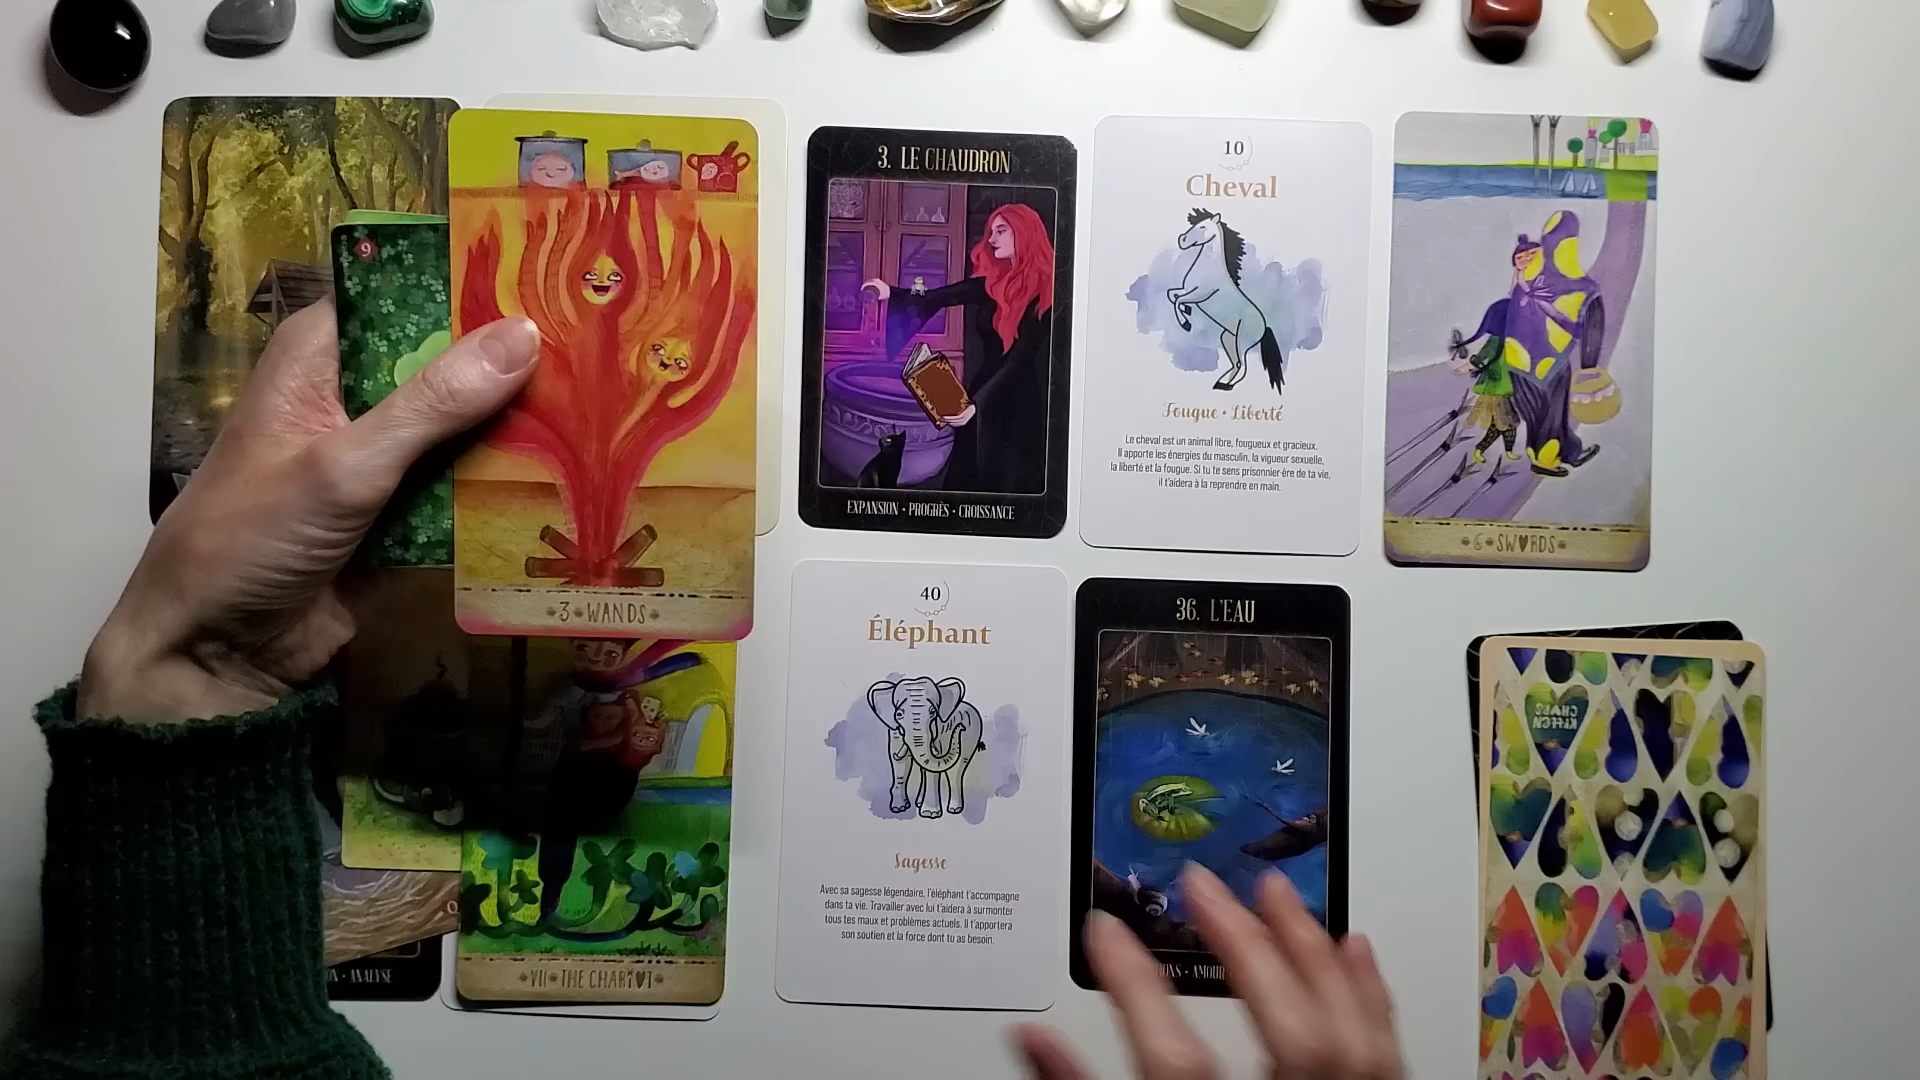 9
3 WANDS
3. LE CHAUDRON
EXPANSION • PROGRÈS • CROISSANCE
10
Cheval
Fougue • Liberté
Le cheval est un animal libre, fougueux et gracieux.
Il apporte les énergies du masculin, la vigueur sexuelle,
la liberté et la fougue. Si tu te sens prisonnier·ère de ta vie,
il t'aidera à la reprendre en main.
6 SWORDS
ANALYSE
VII THE CHARIOT
40
Éléphant
Sagesse
Avec sa sagesse légendaire, l'éléphant t'accompagne
dans ta vie. Travailler avec lui t'aidera à surmonter
tous tes maux et problèmes actuels. Il t'apportera
son soutien et la force dont tu as besoin.
36. L'EAU
AMOUR
KITTEN
CHAOS